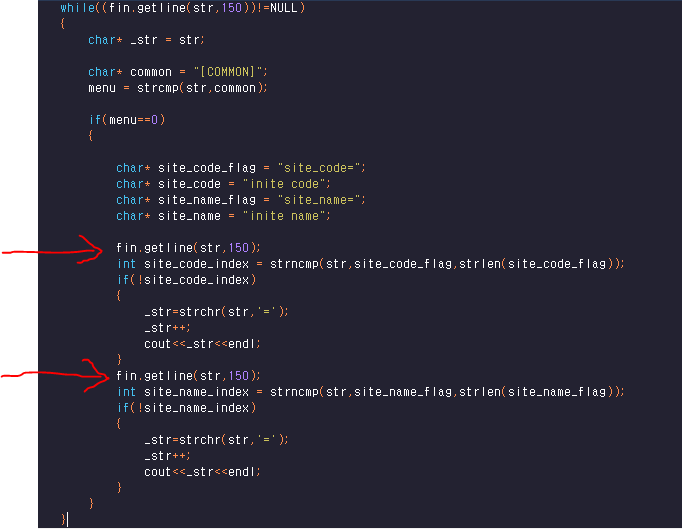 while((fin.getline(str,150))!=NULL)
{
char* _str = str;
char* common = "[COMMON]";
menu = strcmp(str,common);
if(menu==0)
{
char* site_code_flag = "site_code=";
char* site_code = "inite code";
char* site_name_flag = "site_name=";
char* site_name = "inite name";
fin.getline(str,150);
int site_code_index = strncmp(str,site_code_flag,strlen(site_code_flag));
if(!site_code_index)
{
_str=strchr(str,'=');
_str++;
cout<<_str<<endl;
}
fin.getline(str,150);
int site_name_index = strncmp(str,site_name_flag,strlen(site_name_flag));
if(!site_name_index)
{
_str=strchr(str,'=');
_str++;
cout<<_str<<endl;
}
}
}